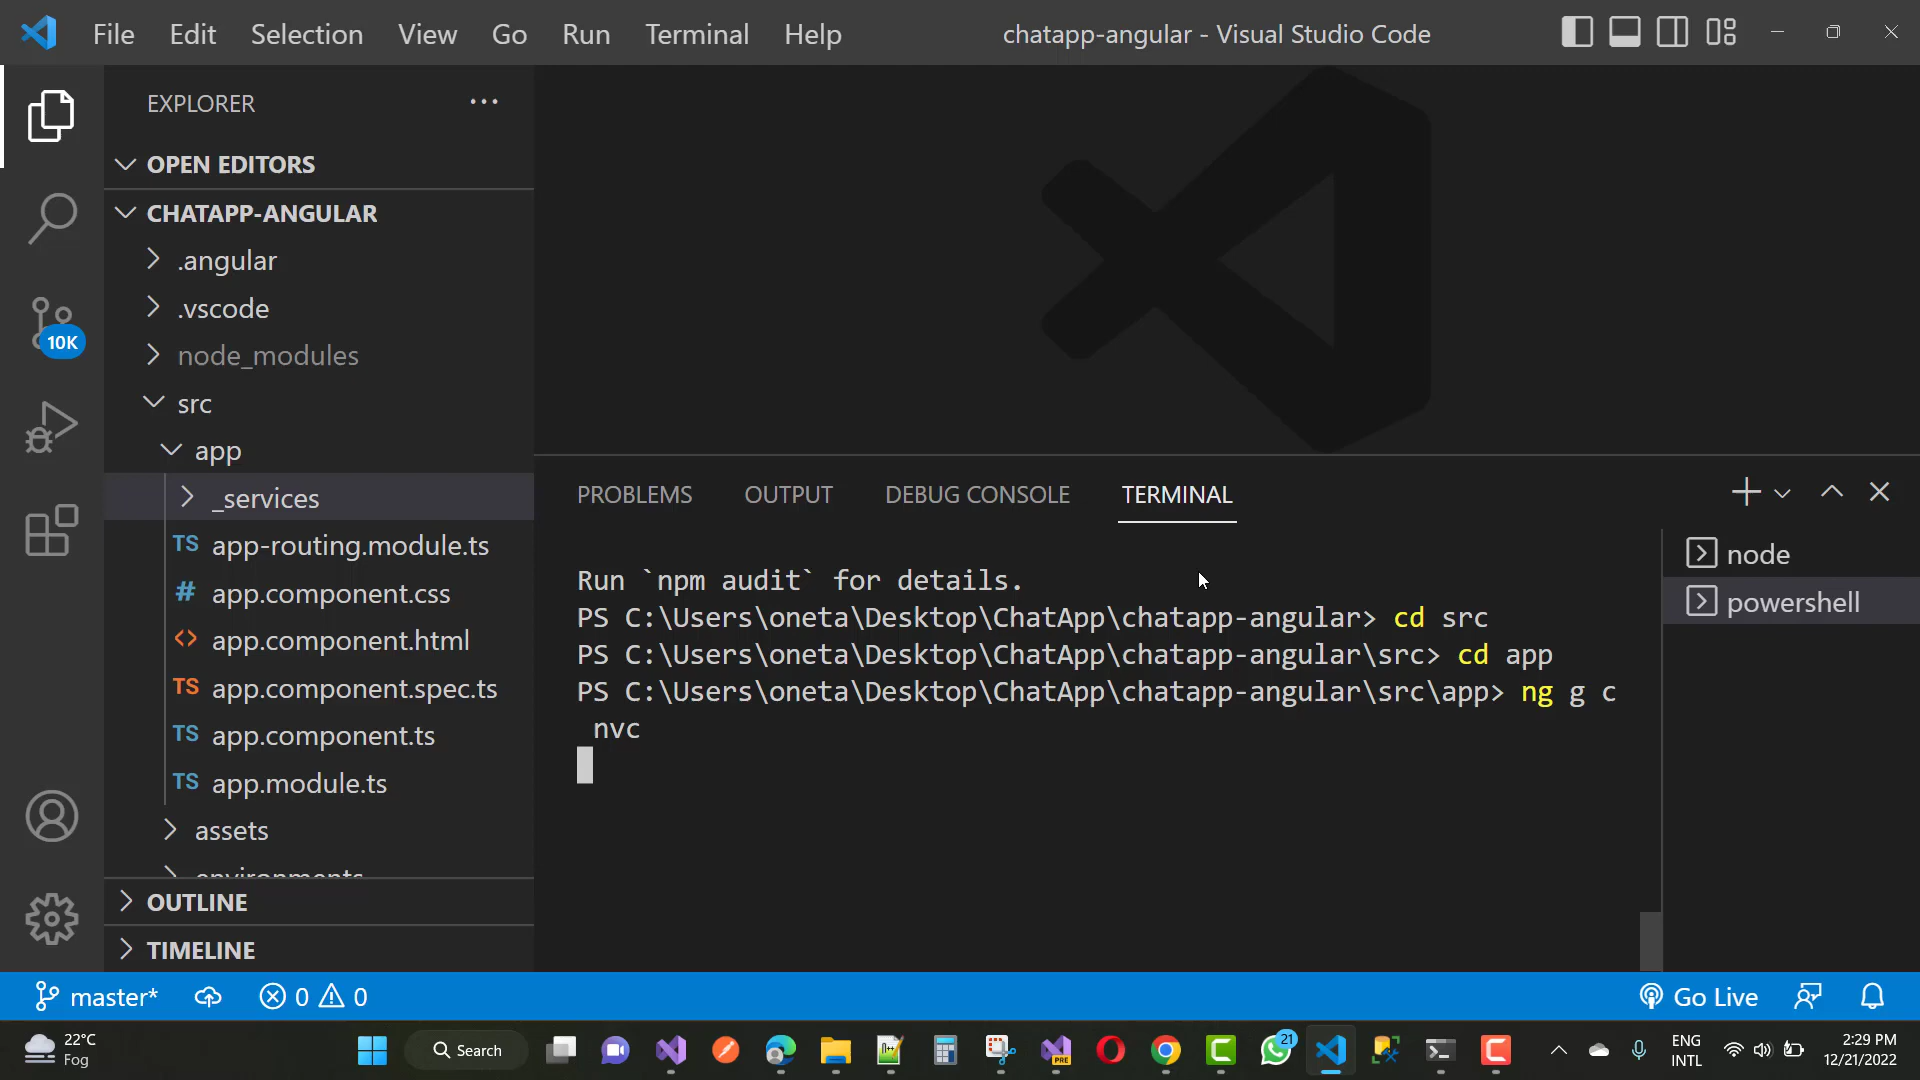 File Edit Selection View Go Run Terminal Help
chatapp-angular - Visual Studio Code
EXPLORER
OPEN EDITORS
CHATAPP-ANGULAR
.angular
.vscode
10K
node_modules
src
app
_services
app-routing.module.ts
app.component.css
app.component.html
app.component.spec.ts
app.component.ts
app.module.ts
assets
environments
OUTLINE
TIMELINE
PROBLEMS OUTPUT DEBUG CONSOLE TERMINAL
Run `npm audit` for details.
PS C:\Users\oneta\Desktop\ChatApp\chatapp-angular> cd src
PS C:\Users\oneta\Desktop\ChatApp\chatapp-angular\src> cd app
PS C:\Users\oneta\Desktop\ChatApp\chatapp-angular\src\app> ng g c
nvc
node
powershell
master* 0 0
Go Live
22°C
Fog
Search
PRE
21
ENG
INTL
2:29 PM
12/21/2022